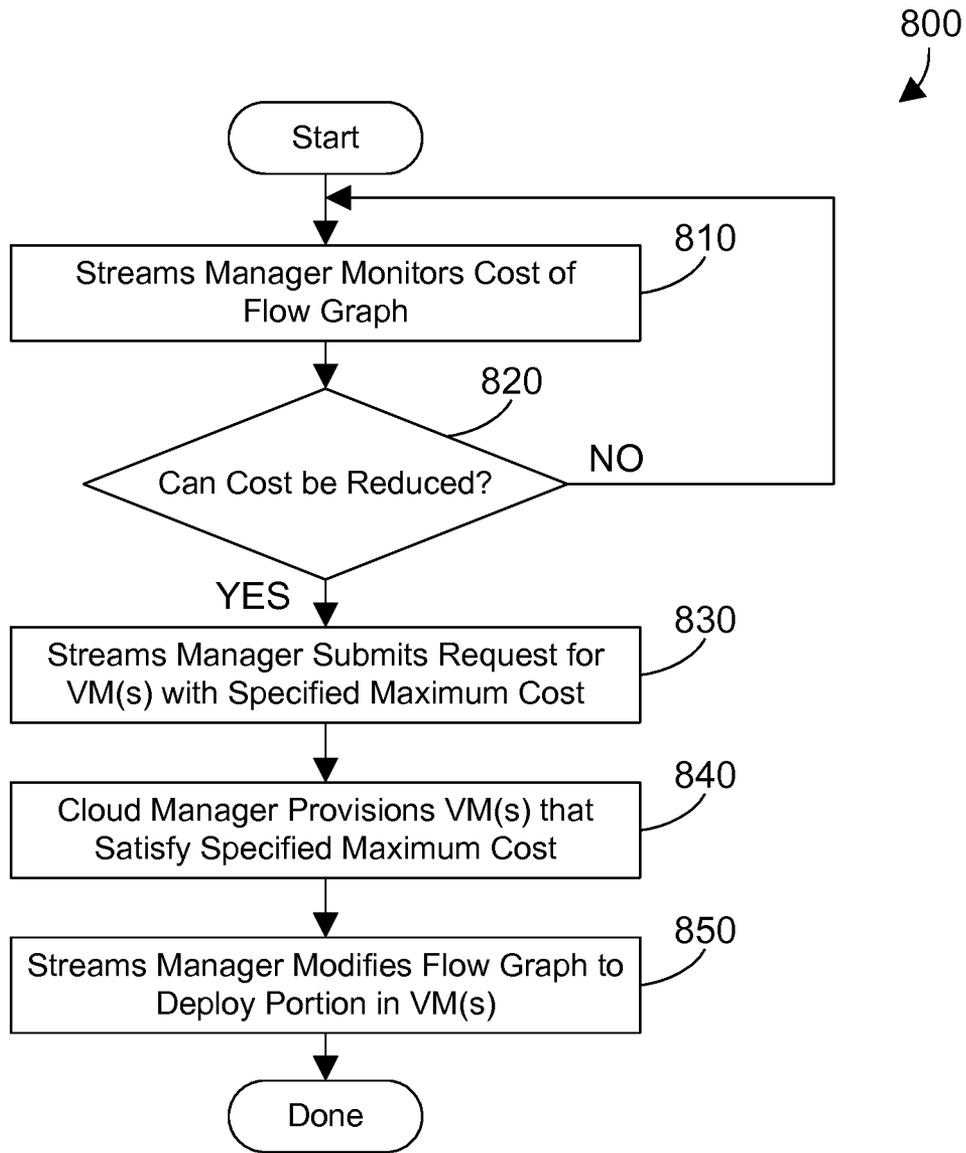 800
Start
810
Streams Manager Monitors Cost of
Flow Graph
820
Can Cost be Reduced?
NO
YES
830
Streams Manager Submits Request for
VM(s) with Specified Maximum Cost
840
Cloud Manager Provisions VM(s) that
Satisfy Specified Maximum Cost
850
Streams Manager Modifies Flow Graph to
Deploy Portion in VM(s)
Done